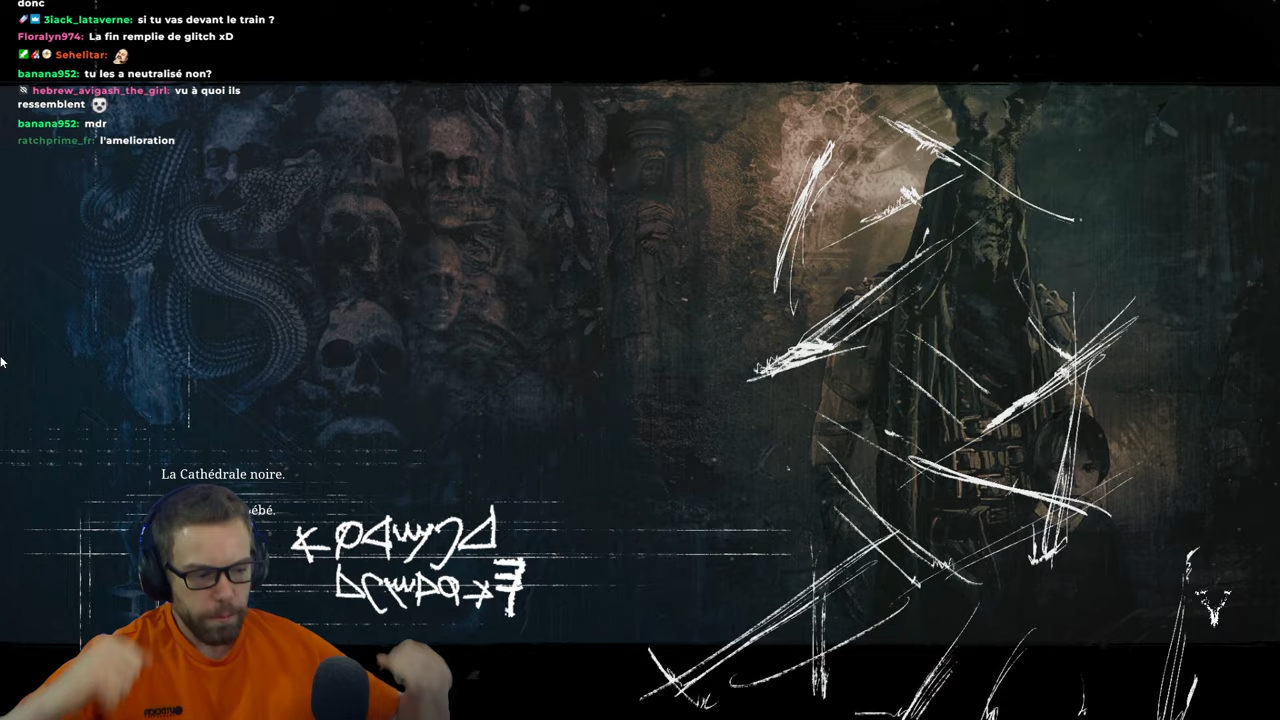 donc
3iack_lataverne: si tu vas devant le train ?
Floralyn974: La fin remplie de glitch xD
Sehelitar:
banana952: tu les a neutralisé non?
hebrew_avigash_the_girl: vu à quoi ils
ressemblent
banana952: mdr
ratchprime_fr: l'amelioration
La Cathédrale noire.